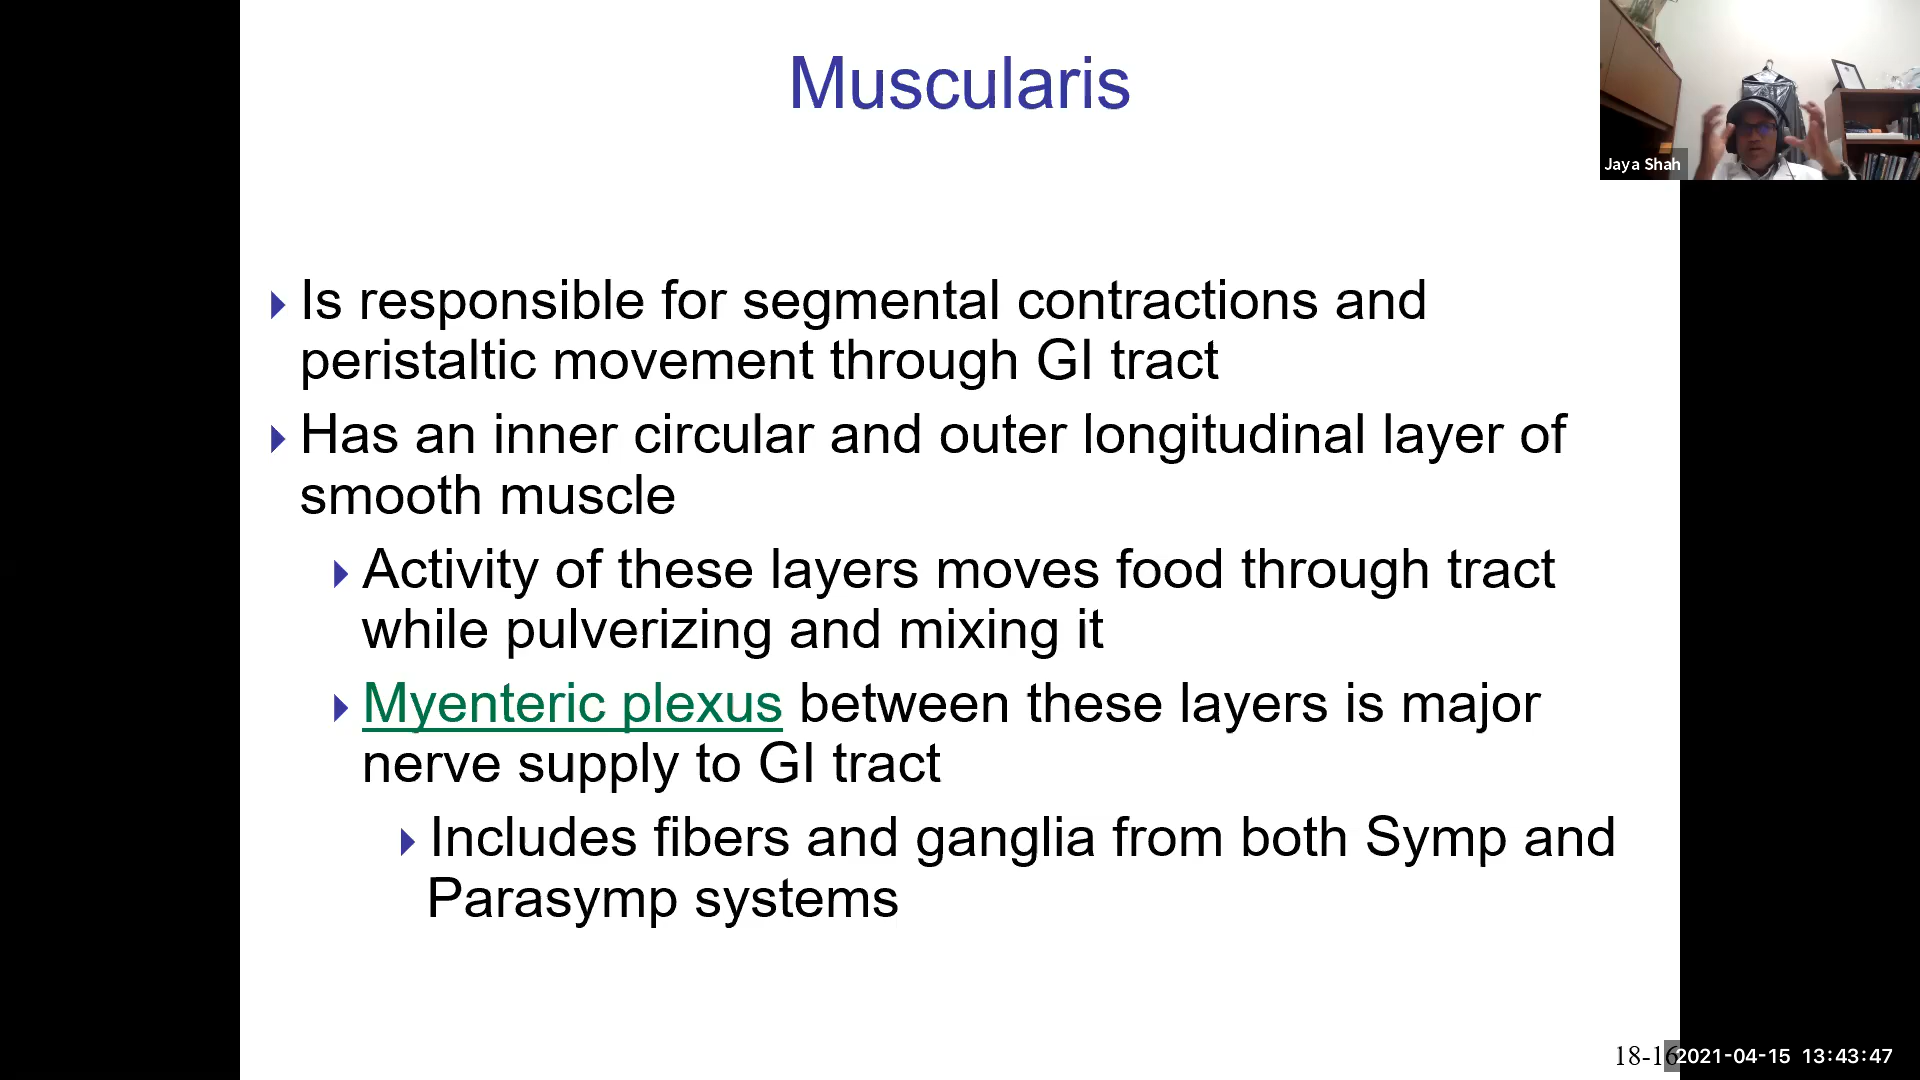 Muscularis
Jaya Shah
Is responsible for segmental contractions and
peristaltic movement through GI tract
Has an inner circular and outer longitudinal layer of
smooth muscle
Activity of these layers moves food through tract
while pulverizing and mixing it
Myenteric plexus between these layers is major
nerve supply to GI tract
Includes fibers and ganglia from both Symp and
Parasymp systems
18-16
2021-04-15 13:43:47